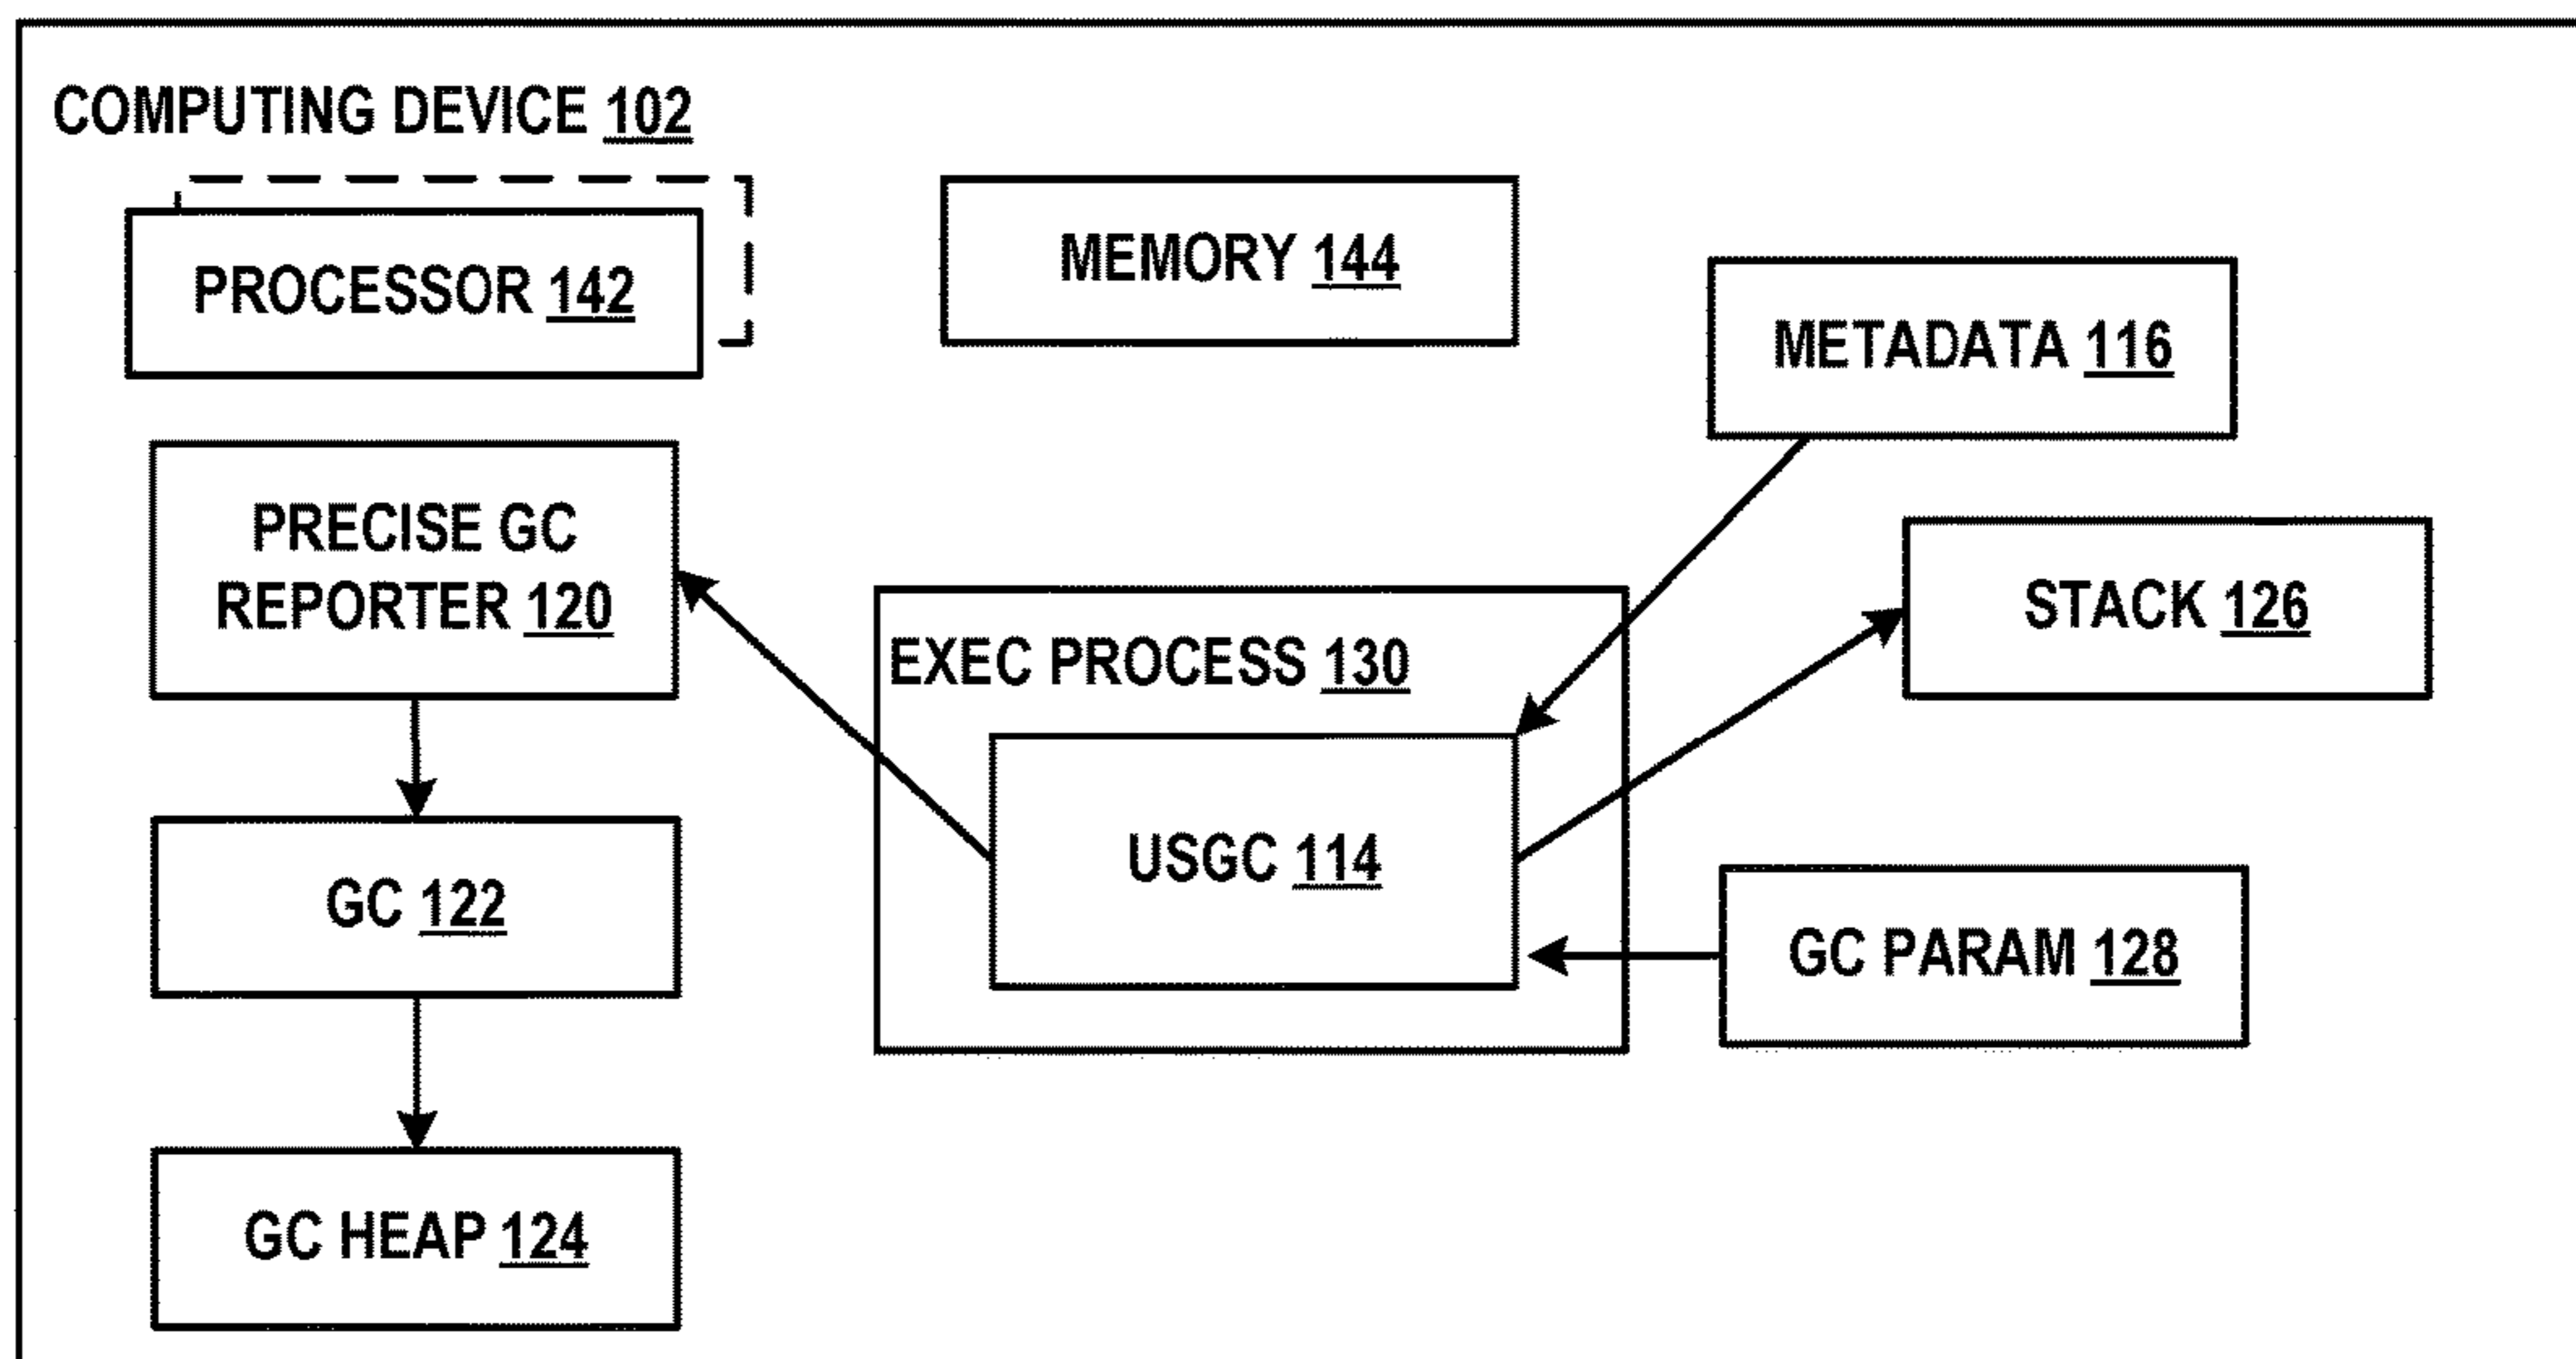 COMPUTING DEVICE 102
PROCESSOR 142
MEMORY 144
METADATA 116
PRECISE GC
REPORTER 120
STACK 126
EXEC PROCESS 130
USGC 114
GC 122
GC PARAM 128
GC HEAP 124